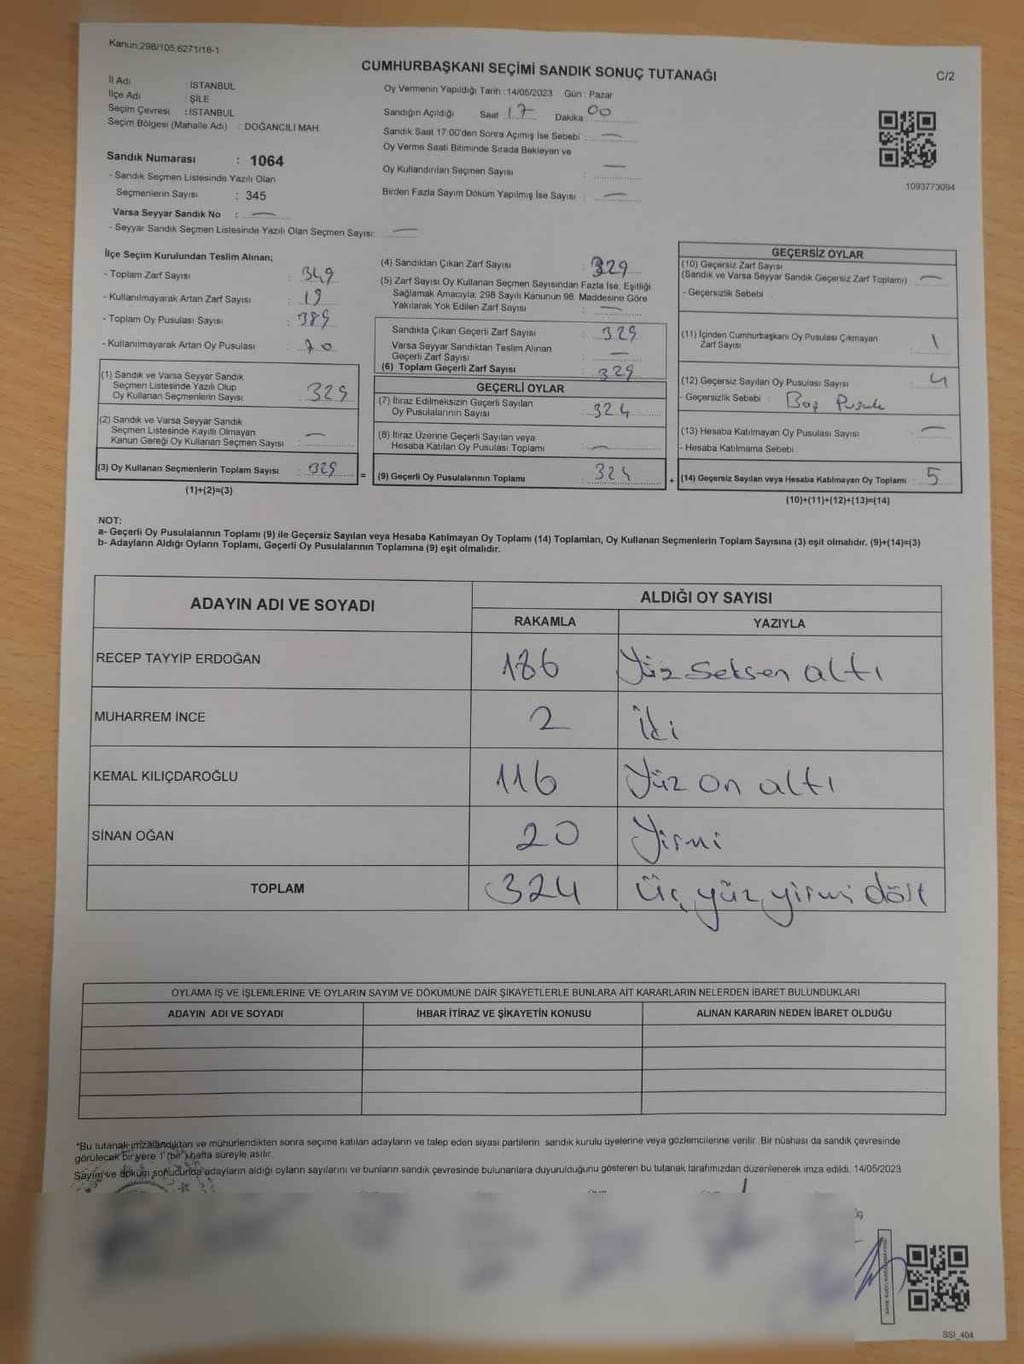 Kanun:298/105,6271/18-1
CUMHURBAŞKANI SEÇİMİ SANDIK SONUÇ TUTANAĞI
C/2
İl Adı : İSTANBUL
İlçe Adı : ŞİLE
Seçim Çevresi : İSTANBUL
Seçim Bölgesi (Mahalle Adı) : DOĞANCILI MAH.
Sandık Numarası : 1064
- Sandık Seçmen Listesinde Yazılı Olan
Seçmenlerin Sayısı : 345
Varsa Seyyar Sandık No : —
- Seyyar Sandık Seçmen Listesinde Yazılı Olan Seçmen Sayısı: —
Oy Vermenin Yapıldığı Tarih : 14/05/2023 Gün : Pazar
Sandığın Açıldığı Saat 17 Dakika 00
Sandık Saat 17:00'den Sonra Açımış İse Sebebi : —
Oy Verme Saati Bitiminde Sırada Bekleyen ve
Oy Kullandırılan Seçmen Sayısı : —
Birden Fazla Sayım Döküm Yapılmış İse Sayısı : —
1093773094
İlçe Seçim Kurulundan Teslim Alınan;
- Toplam Zarf Sayısı : 349
- Kullanılmayarak Artan Zarf Sayısı : 19
- Toplam Oy Pusulası Sayısı : 389
- Kullanılmayarak Artan Oy Pusulası : 70
(1) Sandık ve Varsa Seyyar Sandık
Seçmen Listesinde Yazılı Olup
Oy Kullanan Seçmenlerin Sayısı : 329
(2) Sandık ve Varsa Seyyar Sandık
Seçmen Listesinde Kayıtlı Olmayan
Kanun Gereği Oy Kullanan Seçmen Sayısı : —
(3) Oy Kullanan Seçmenlerin Toplam Sayısı : 329
(1)+(2)=(3)
(4) Sandıktan Çıkan Zarf Sayısı : 329
(5) Zarf Sayısı Oy Kullanan Seçmen Sayısından Fazla İse, Eşitliği
Sağlamak Amacıyla, 298 Sayılı Kanunun 98. Maddesine Göre
Yakılarak Yok Edilen Zarf Sayısı : —
Sandıkta Çıkan Geçerli Zarf Sayısı : 329
Varsa Seyyar Sandıktan Teslim Alınan
Geçerli Zarf Sayısı : —
(6) Toplam Geçerli Zarf Sayısı : 329
GEÇERLİ OYLAR
(7) İtiraz Edilmeksizin Geçerli Sayılan
Oy Pusulalarının Sayısı : 324
(8) İtiraz Üzerine Geçerli Sayılan veya
Hesaba Katılan Oy Pusulası Toplamı : —
= (9) Geçerli Oy Pusulalarının Toplamı : 324
GEÇERSİZ OYLAR
(10) Geçersiz Zarf Sayısı
(Sandık ve Varsa Seyyar Sandık Geçersiz Zarf Toplamı) : —
- Geçersizlik Sebebi :
(11) İçinden Cumhurbaşkanı Oy Pusulası Çıkmayan
Zarf Sayısı : 1
(12) Geçersiz Sayılan Oy Pusulası Sayısı : 4
- Geçersizlik Sebebi : Boş Pusula
(13) Hesaba Katılmayan Oy Pusulası Sayısı : —
- Hesaba Katılmama Sebebi :
+ (14) Geçersiz Sayılan veya Hesaba Katılmayan Oy Toplamı : 5
(10)+(11)+(12)+(13)=(14)
NOT:
a- Geçerli Oy Pusulalarının Toplamı (9) ile Geçersiz Sayılan veya Hesaba Katılmayan Oy Toplamı (14) Toplamları, Oy Kullanan Seçmenlerin Toplam Sayısına (3) eşit olmalıdır. (9)+(14)=(3)
b- Adayların Aldığı Oyların Toplamı, Geçerli Oy Pusulalarının Toplamına (9) eşit olmalıdır.
ADAYIN ADI VE SOYADI
ALDIĞI OY SAYISI
RAKAMLA YAZIYLA
RECEP TAYYİP ERDOĞAN 186 Yüz seksen altı
MUHARREM İNCE 2 iki
KEMAL KILIÇDAROĞLU 116 Yüz on altı
SİNAN OĞAN 20 Yirmi
TOPLAM 324 üç yüz yirmi dört
OYLAMA İŞ VE İŞLEMLERİNE VE OYLARIN SAYIM VE DÖKÜMÜNE DAİR ŞİKAYETLERLE BUNLARA AİT KARARLARIN NELERDEN İBARET BULUNDUKLARI
ADAYIN ADI VE SOYADI İHBAR İTİRAZ VE ŞİKAYETİN KONUSU ALINAN KARARIN NEDEN İBARET OLDUĞU
*Bu tutanak imzalandıktan ve mühürlendikten sonra seçime katılan adayların ve talep eden siyasi partilerin sandık kurulu üyelerine veya gözlemcilerine verilir. Bir nüshası da sandık çevresinde
görülecek bir yere 1 (bir) hafta süreyle asılır.
Sayım ve döküm sonucunda adayların aldığı oyların sayılarını ve bunların sandık çevresinde bulunanlara duyurulduğunu gösteren bu tutanak tarafımızdan düzenlenerek imza edildi. 14/05/2023
SSI_404